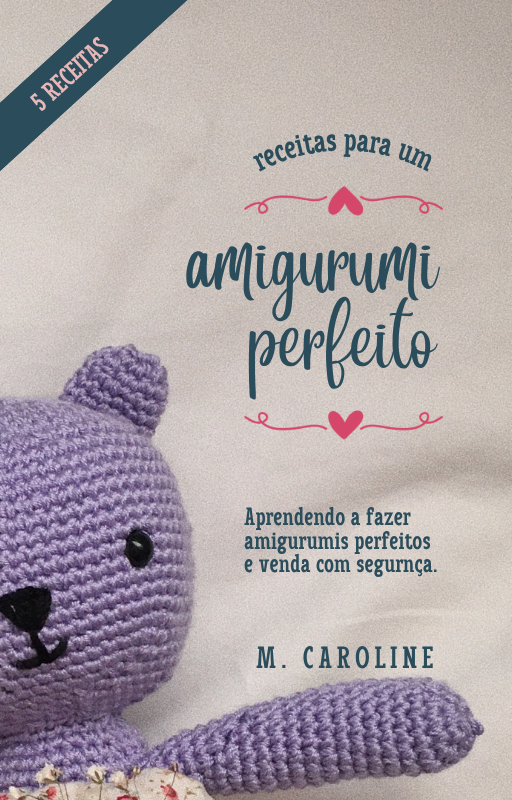 5 RECEITAS
receitas para um
amigurumi
perfeito
Aprendendo a fazer
amigurumis perfeitos
e venda com segurnça.
M. CAROLINE